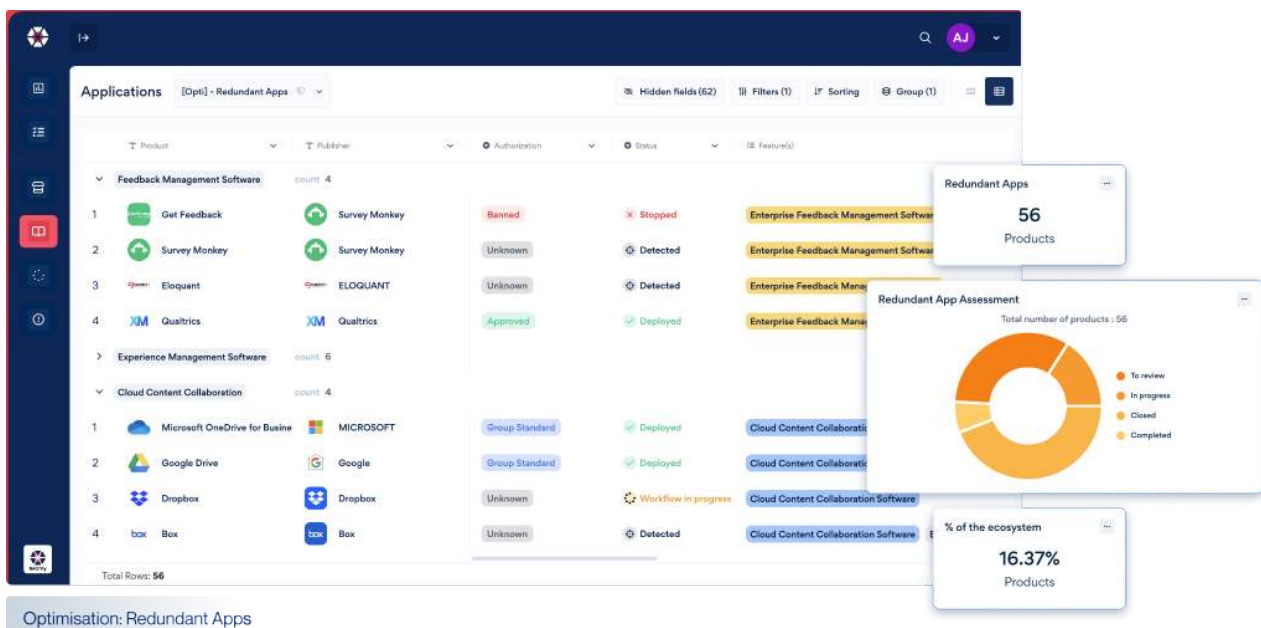 AJ
Applications [Opti] - Redundant Apps Hidden fields (62) Filters (1) Sorting Group (1)
Product Publisher Authorization Status Feature(s)
Feedback Management Software count 4
1 Get Feedback Survey Monkey Banned Stopped Enterprise Feedback Management Softwar
2 Survey Monkey Survey Monkey Unknown Detected Enterprise Feedback Management Softwar
3 Eloquant ELOQUANT Unknown Detected Enterprise Feedback Manag
4 XM Qualtrics XM Qualtrics Approved Deployed Enterprise Feedback Manag
Experience Management Software count 6
Cloud Content Collaboration count 4
1 Microsoft OneDrive for Busine MICROSOFT Group Standard Deployed Cloud Content Collaboratio
2 Google Drive Google Group Standard Deployed Cloud Content Collaboratio
3 Dropbox Dropbox Unknown Workflow in progress Cloud Content Collaboration Software
4 box Box box Box Unknown Detected Cloud Content Collaboration Software
Total Rows: 56
Redundant Apps
56
Products
Redundant App Assessment
Total number of products : 56
To review
In progress
Closed
Completed
% of the ecosystem
16.37%
Products
Optimisation: Redundant Apps